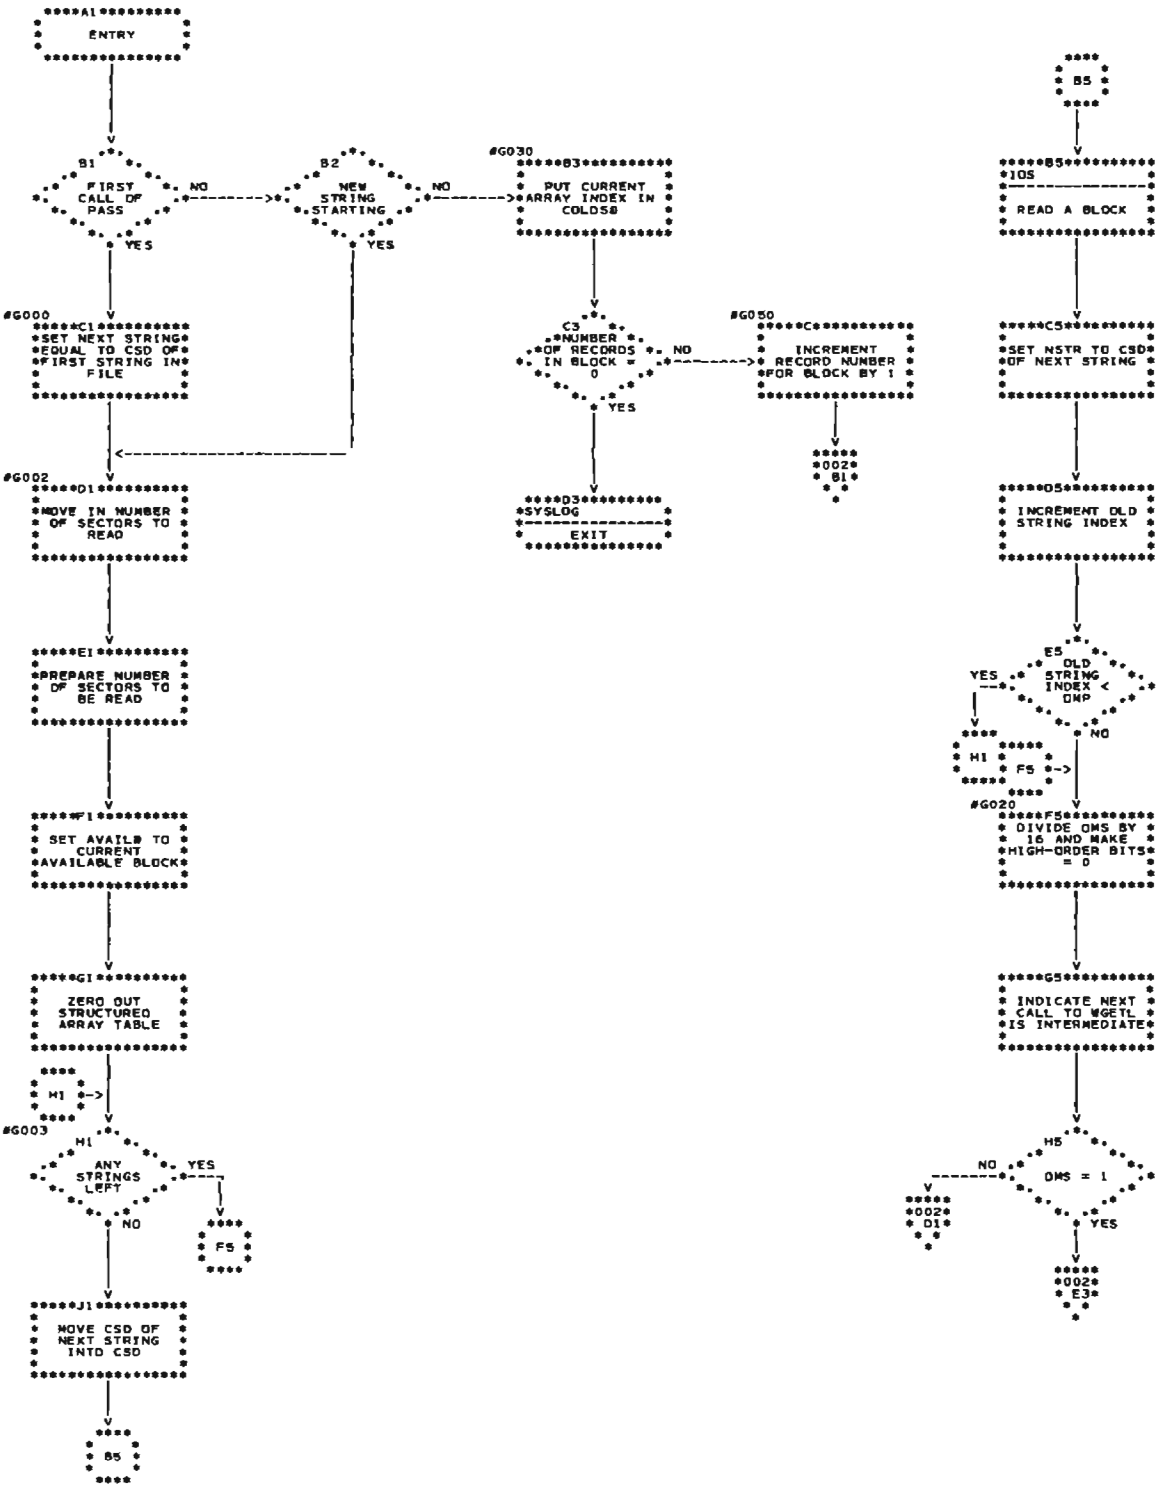 A1
ENTRY
B1
FIRST
CALL OF
PASS
NO
YES
B2
NEW
STRING
STARTING
NO
YES
#G030
B3
PUT CURRENT
ARRAY INDEX IN
COLDS@
C3
NUMBER
OF RECORDS
IN BLOCK =
0
NO
YES
#G050
C
INCREMENT
RECORD NUMBER
FOR BLOCK BY 1
002
B1
D3
SYSLOG
EXIT
#G000
C1
SET NEXT STRING
EQUAL TO CSD OF
FIRST STRING IN
FILE
#G002
D1
MOVE IN NUMBER
OF SECTORS TO
READ
E1
PREPARE NUMBER
OF SECTORS TO
BE READ
F1
SET AVAIL@ TO
CURRENT
AVAILABLE BLOCK
G1
ZERO OUT
STRUCTURED
ARRAY TABLE
H1
#G003
H1
ANY
STRINGS
LEFT
YES
F5
NO
J1
MOVE CSD OF
NEXT STRING
INTO CSD
B5
B5
B5
IOS
READ A BLOCK
C5
SET NSTR TO CSD
OF NEXT STRING
D5
INCREMENT OLD
STRING INDEX
E5
OLD
STRING
INDEX <
OMP
YES
NO
H1
F5
#G020
F5
DIVIDE OMS BY
16 AND MAKE
HIGH-ORDER BITS
= 0
G5
INDICATE NEXT
CALL TO WGETL
IS INTERMEDIATE
H5
OMS = 1
NO
YES
002
D1
002
E3